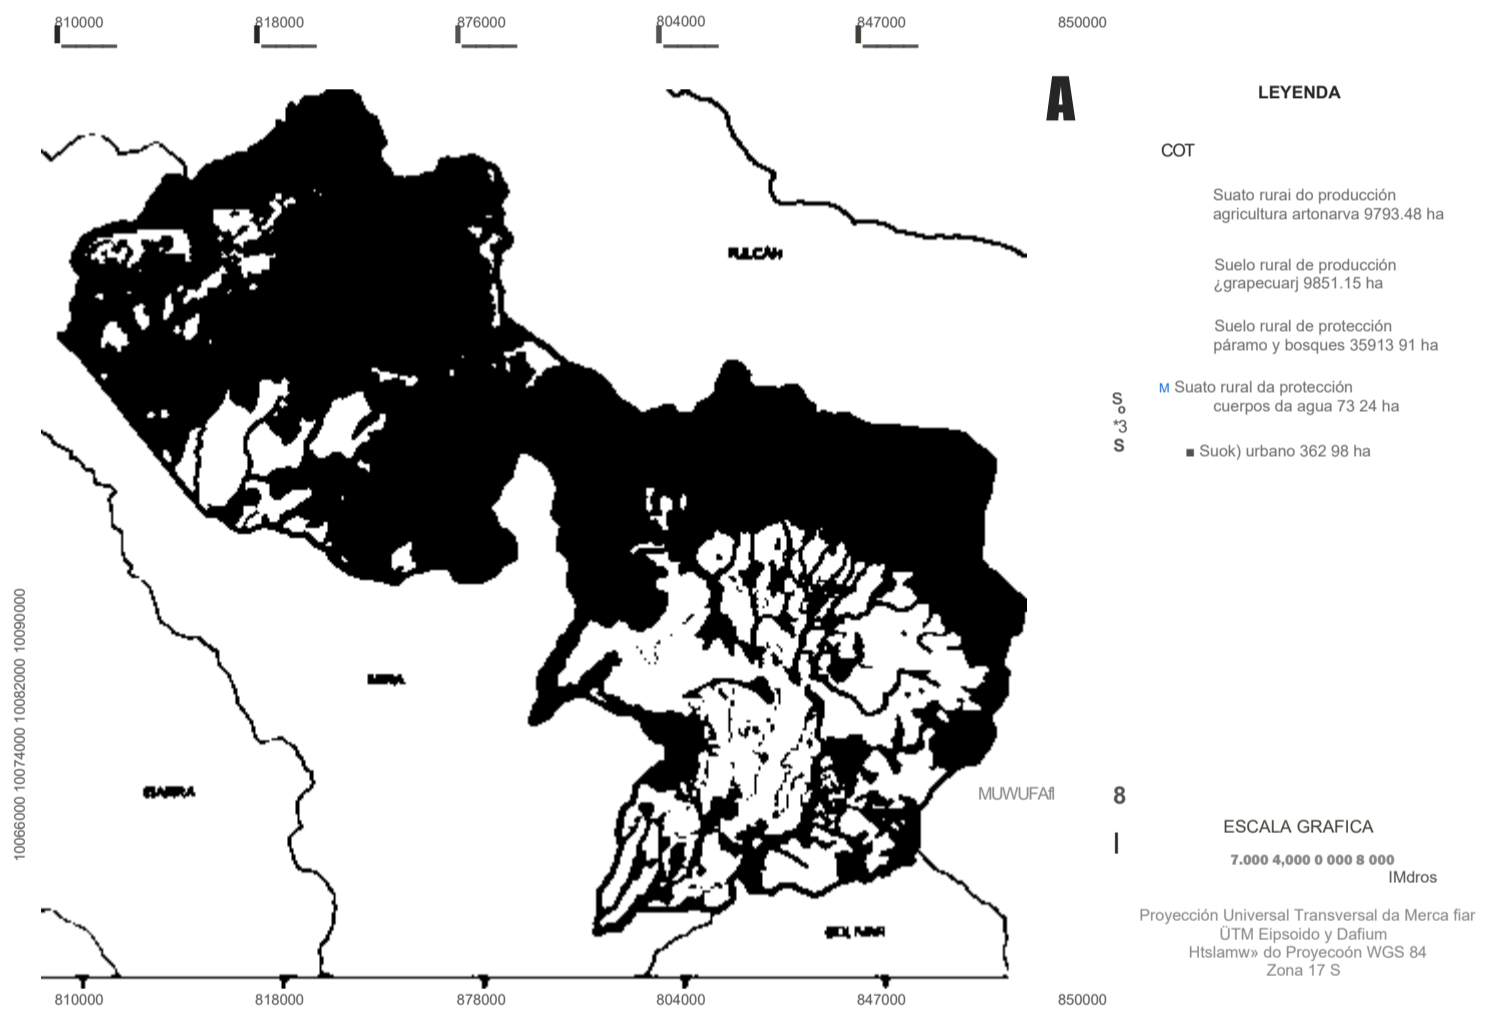 810000 818000 876000 804000 847000 850000
A
LEYENDA
COT
Suato rurai do producción
agricultura artonarva 9793.48 ha
Suelo rural de producción
¿grapecuarj 9851.15 ha
Suelo rural de protección
páramo y bosques 35913 91 ha
M Suato rural da protección
cuerpos da agua 73 24 ha
■ Suok) urbano 362 98 ha
S
o
*3
S
MIRA
MUWUFAfl
8
|
10066000 10074000 10082000 10090000
ESCALA GRAFICA
7.000 4,000 0 000 8 000
IMdros
Proyección Universal Transversal da Merca fiar
ÜTM Eipsoido y Dafium
Htslamw» do Proyecoón WGS 84
Zona 17 S
810000 818000 878000 804000 847000 850000